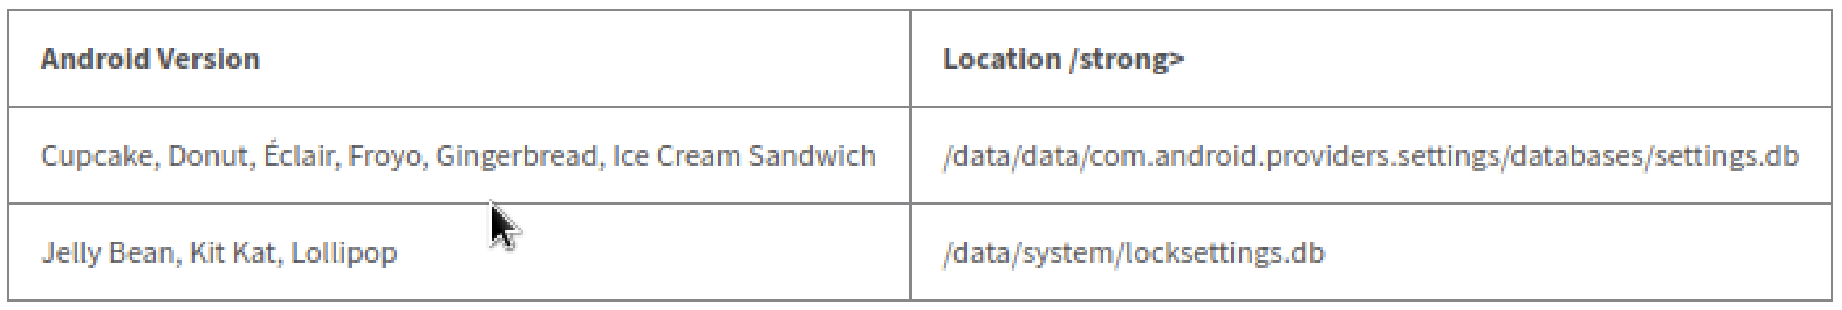 Android Version
Location /strong>
Cupcake, Donut, Éclair, Froyo, Gingerbread, Ice Cream Sandwich
/data/data/com.android.providers.settings/databases/settings.db
Jelly Bean, Kit Kat, Lollipop
/data/system/locksettings.db